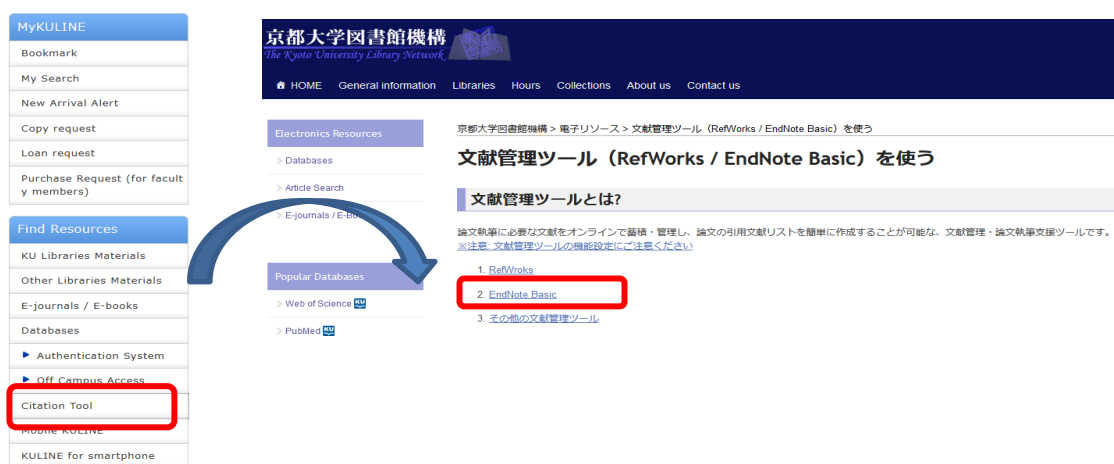 MyKULINE
Bookmark
My Search
New Arrival Alert
Copy request
Loan request
Purchase Request (for facult
y members)
Find Resources
KU Libraries Materials
Other Libraries Materials
E-journals / E-books
Databases
Authentication System
Off Campus Access
Citation Tool
Mobile KULINE
KULINE for smartphone
京都大学図書館機構
The Kyoto University Library Network
HOME General information Libraries Hours Collections About us Contact us
Electronics Resources
> Databases
> Article Search
> E-journals / E-Bo
Popular Databases
> Web of Science KU
> PubMed KU
京都大学図書館機構 > 電子リソース > 文献管理ツール（RefWorks / EndNote Basic）を使う
文献管理ツール（RefWorks / EndNote Basic）を使う
文献管理ツールとは?
論文執筆に必要な文献をオンラインで蓄積・管理し、論文の引用文献リストを簡単に作成することが可能な、文献管理・論文執筆支援ツールです。
※注意: 文献管理ツールの機能設定にご注意ください
1. RefWroks
2. EndNote Basic
3. その他の文献管理ツール